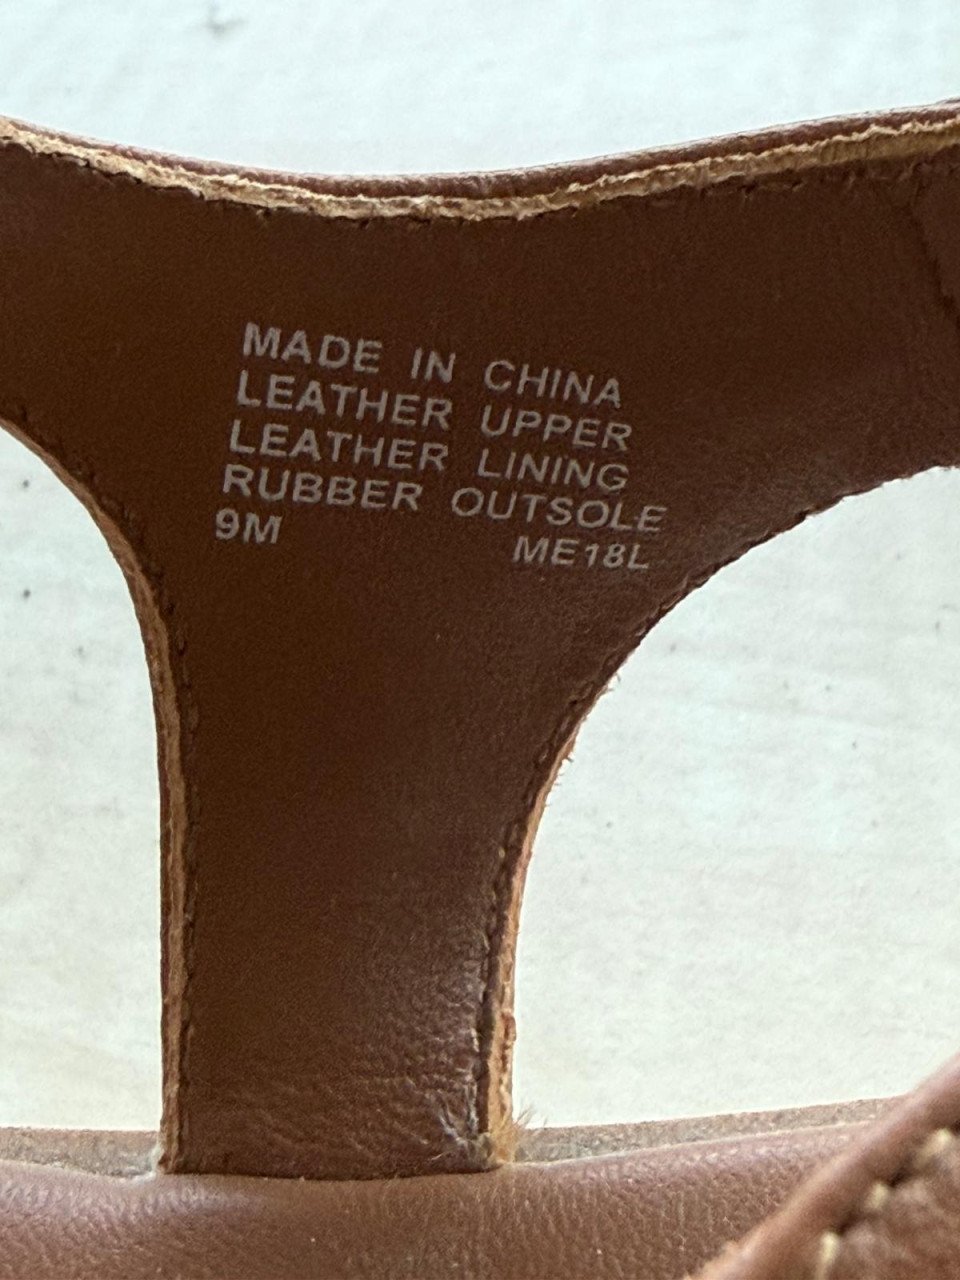 MADE IN CHINA
LEATHER UPPER
LEATHER LINING
RUBBER OUTSOLE
9M ME18L